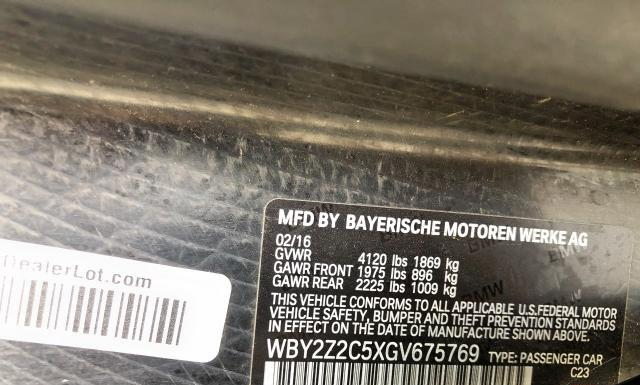 MFD BY BAYERISCHE MOTOREN WERKE AG
02/16
GVWR 4120 lbs 1869 kg
GAWR FRONT 1975 lbs 896 kg
GAWR REAR 2225 lbs 1009 kg
THIS VEHICLE CONFORMS TO ALL APPLICABLE U.S.FEDERAL MOTOR
VEHICLE SAFETY, BUMPER AND THEFT PREVENTION STANDARDS
IN EFFECT ON THE DATE OF MANUFACTURE SHOWN ABOVE.
WBY2Z2C5XGV675769 TYPE: PASSENGER CAR
C23
DealerLot.com